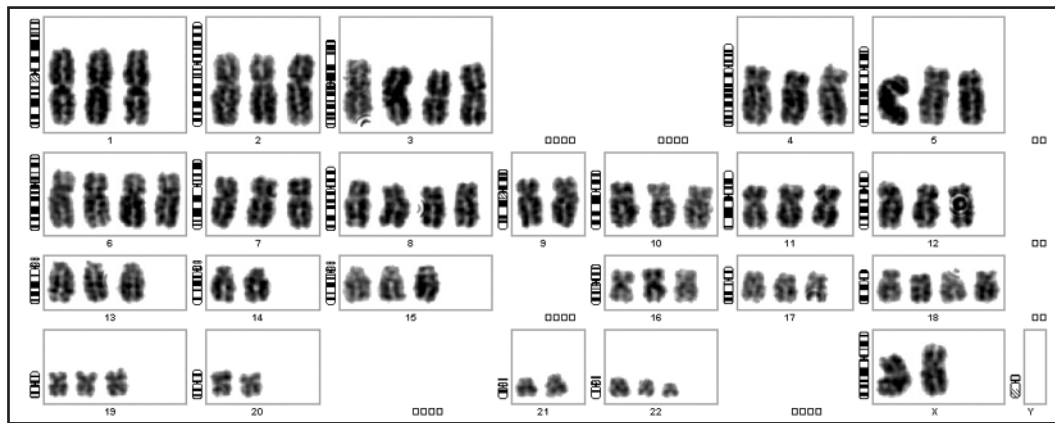 1 2 3 □□□□ □□□□ 4 5 □□
6 7 8 9 10 11 12 □□
13 14 15 □□□□ 16 17 18 □□
19 20 □□□□ 21 22 □□□□ X Y